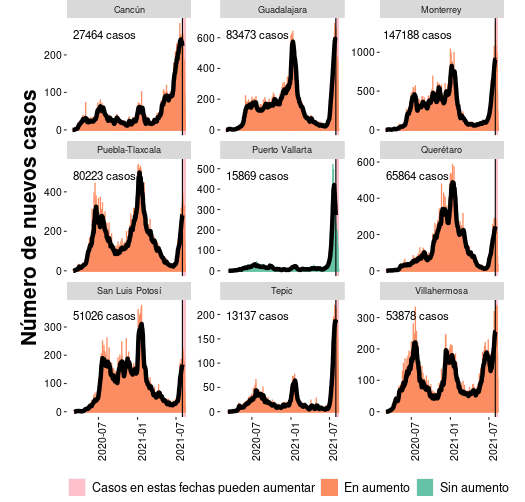 Cancún
Guadalajara
Monterrey
27464 casos
83473 casos
147188 casos
200
100
0
600
400
200
0
1000
500
0
Puebla-Tlaxcala
Puerto Vallarta
Querétaro
80223 casos
15869 casos
65864 casos
400
200
0
500
400
300
200
100
0
600
400
200
0
San Luis Potosí
Tepic
Villahermosa
51026 casos
13137 casos
53878 casos
300
200
100
0
200
150
100
50
0
300
200
100
0
2020-07
2021-01
2021-07
2020-07
2021-01
2021-07
2020-07
2021-01
2021-07
Número de nuevos casos
Casos en estas fechas pueden aumentar
En aumento
Sin aumento